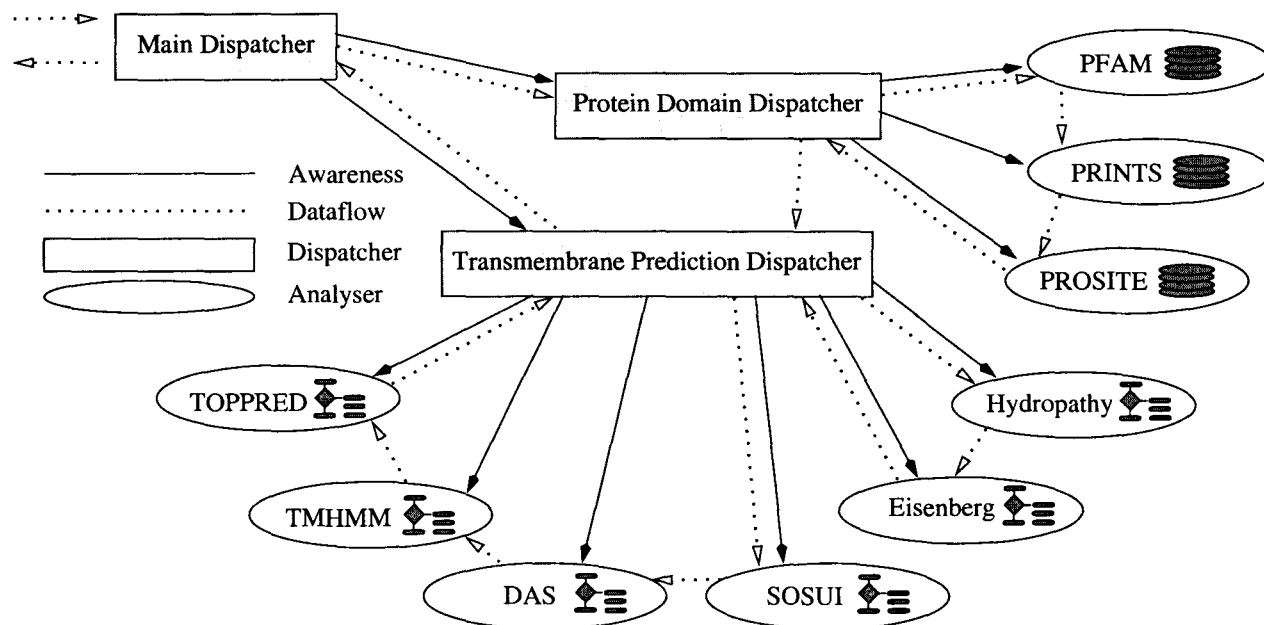 Main Dispatcher
PFAM
Protein Domain Dispatcher
PRINTS
Awareness
Dataflow
Dispatcher
Analyser
Transmembrane Prediction Dispatcher
PROSITE
TOPPRED
Hydropathy
TMHMM
Eisenberg
DAS
SOSUI